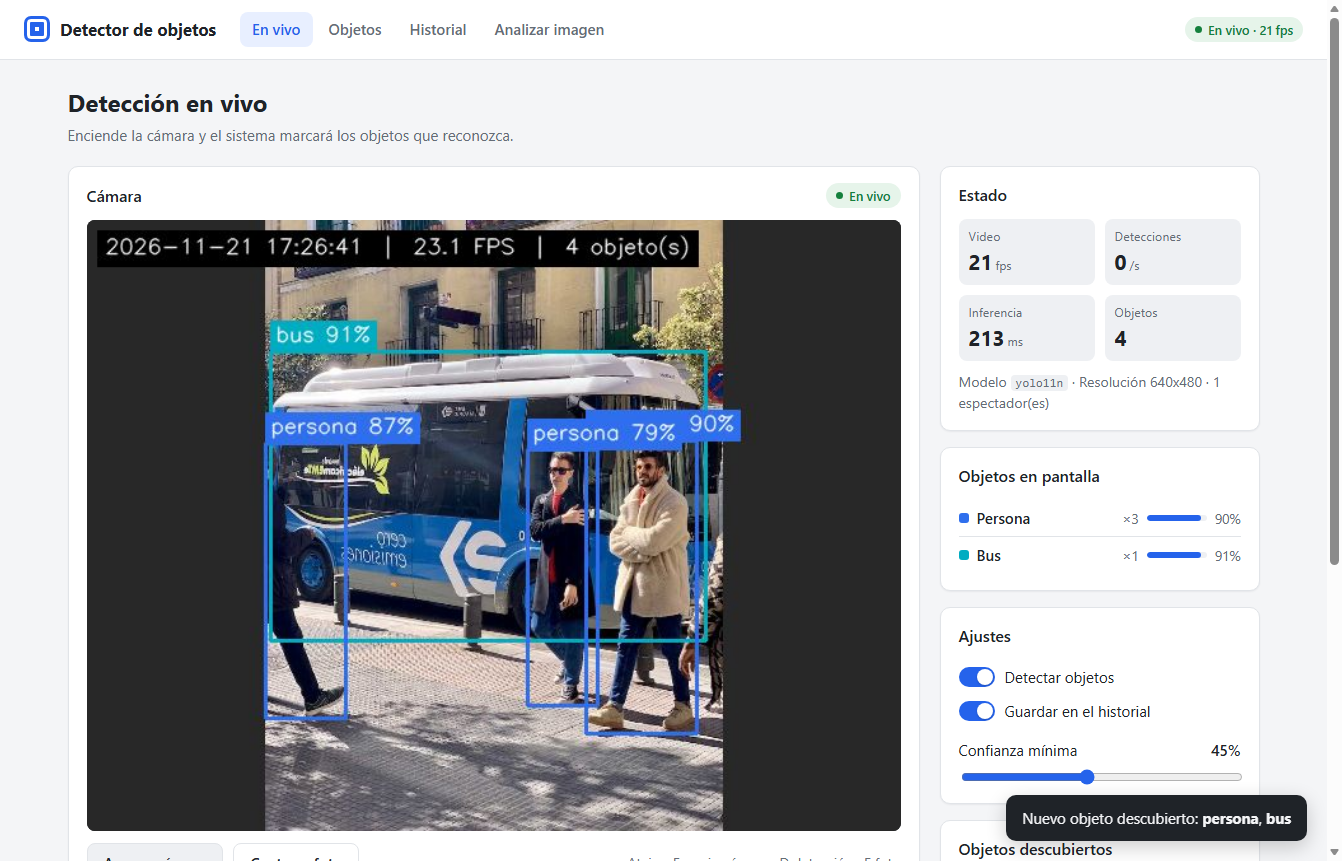 Detector de objetos
En vivo
Objetos
Historial
Analizar imagen
En vivo · 21 fps
Detección en vivo
Enciende la cámara y el sistema marcará los objetos que reconozca.
Cámara
En vivo
2026-11-21 17:26:41 | 23.1 FPS | 4 objeto(s)
bus 91%
persona 87%
persona 79%
90%
cero
emisiones
Estado
Video
21 fps
Detecciones
0 /s
Inferencia
213 ms
Objetos
4
Modelo yolo11n · Resolución 640x480 · 1
espectador(es)
Objetos en pantalla
Persona ×3 90%
Bus ×1 91%
Ajustes
Detectar objetos
Guardar en el historial
Confianza mínima 45%
Nuevo objeto descubierto: persona, bus
Objetos descubiertos